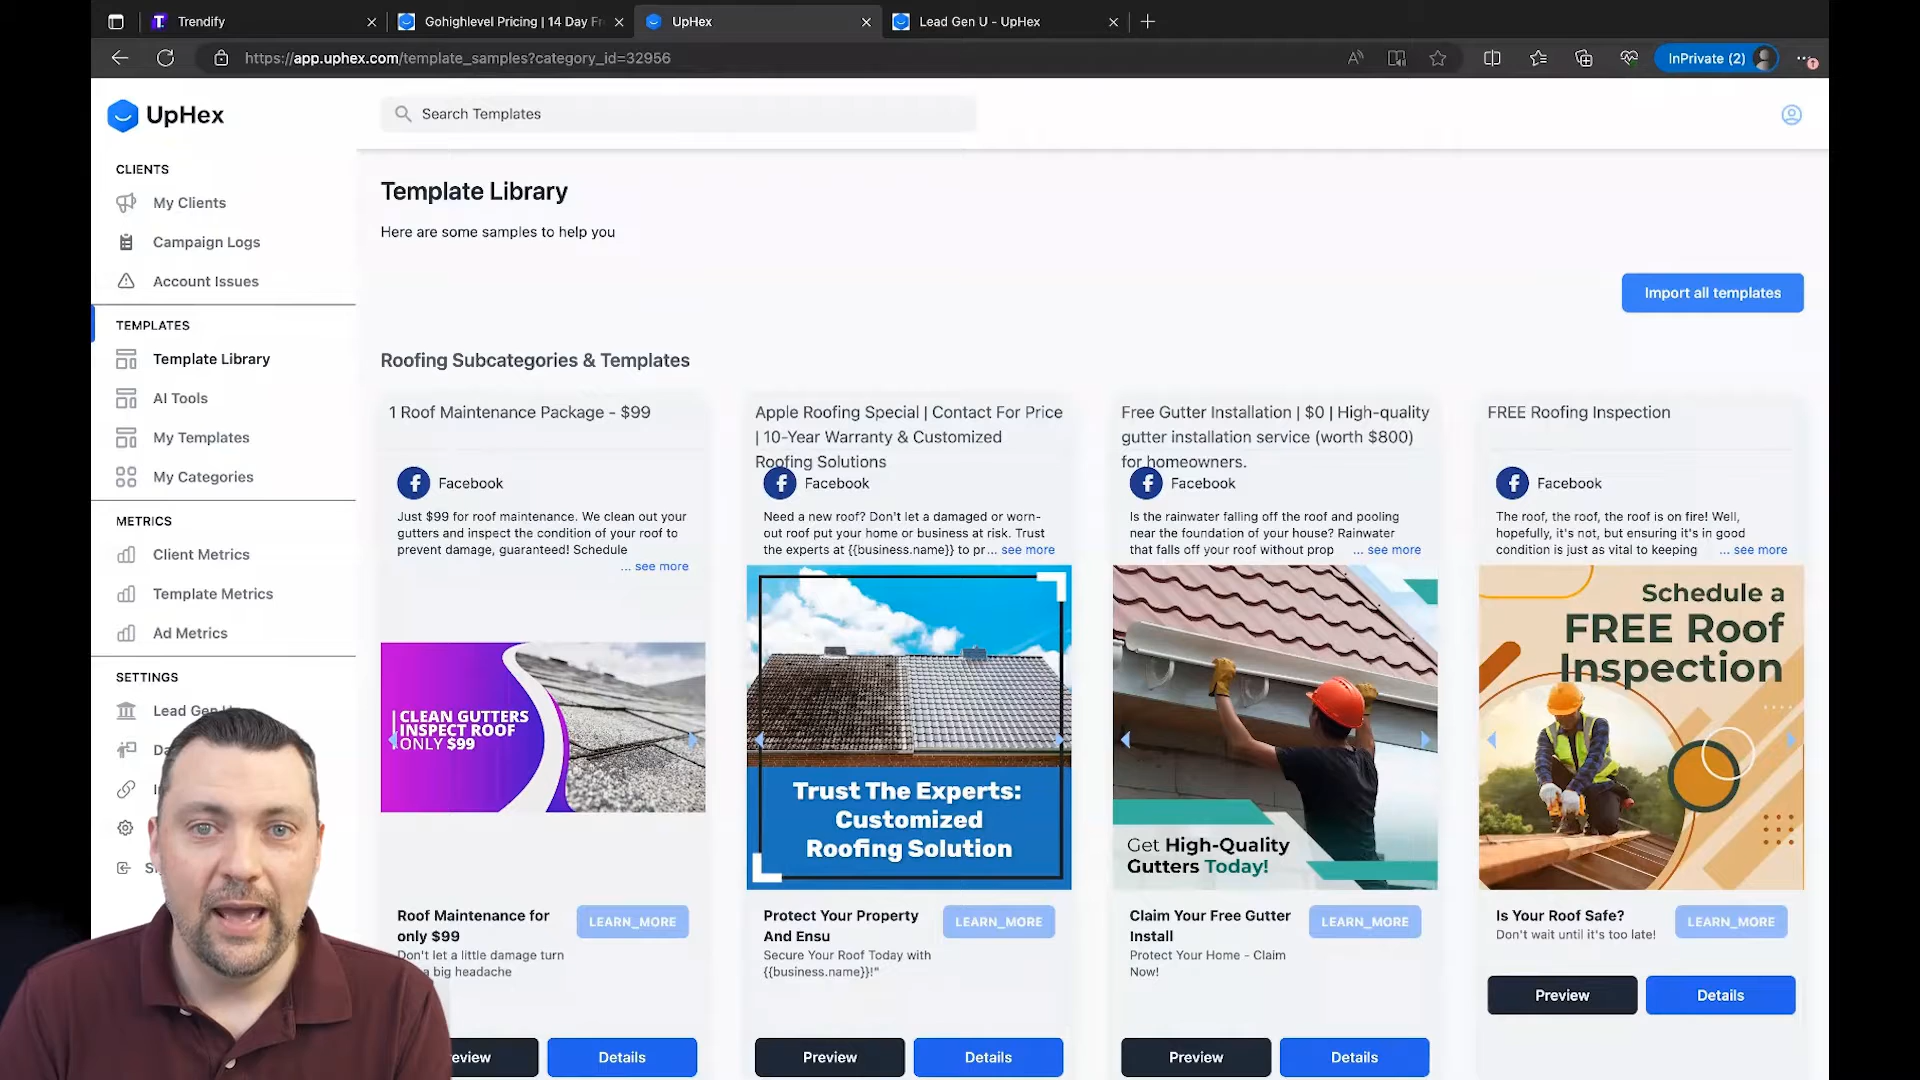 Trendify
Gohighlevel Pricing | 14 Day Fr
UpHex
Lead Gen U - UpHex
https://app.uphex.com/template_samples?category_id=32956
InPrivate (2)
UpHex
Search Templates
CLIENTS
My Clients
Campaign Logs
Account Issues
TEMPLATES
Template Library
AI Tools
My Templates
My Categories
METRICS
Client Metrics
Template Metrics
Ad Metrics
SETTINGS
Lead Gen U
Template Library
Here are some samples to help you
Import all templates
Roofing Subcategories & Templates
1 Roof Maintenance Package - $99
Facebook
Just $99 for roof maintenance. We clean out your
gutters and inspect the condition of your roof to
prevent damage, guaranteed! Schedule
... see more
CLEAN GUTTERS
INSPECT ROOF
ONLY $99
Roof Maintenance for
only $99
Don't let a little damage turn
a big headache
LEARN_MORE
eview
Details
Apple Roofing Special | Contact For Price
| 10-Year Warranty & Customized
Roofing Solutions
Facebook
Need a new roof? Don't let a damaged or worn-
out roof put your home or business at risk. Trust
the experts at {{business.name}} to pr... see more
Trust The Experts:
Customized
Roofing Solution
Protect Your Property
And Ensu
Secure Your Roof Today with
{{business.name}}!"
LEARN_MORE
Preview
Details
Free Gutter Installation | $0 | High-quality
gutter installation service (worth $800)
for homeowners.
Facebook
Is the rainwater falling off the roof and pooling
near the foundation of your house? Rainwater
that falls off your roof without prop ... see more
Get High-Quality
Gutters Today!
Claim Your Free Gutter
Install
Protect Your Home - Claim
Now!
LEARN_MORE
Preview
Details
FREE Roofing Inspection
Facebook
The roof, the roof, the roof is on fire! Well,
hopefully, it's not, but ensuring it's in good
condition is just as vital to keeping ... see more
Schedule a
FREE Roof
Inspection
Is Your Roof Safe?
Don't wait until it's too late!
LEARN_MORE
Preview
Details